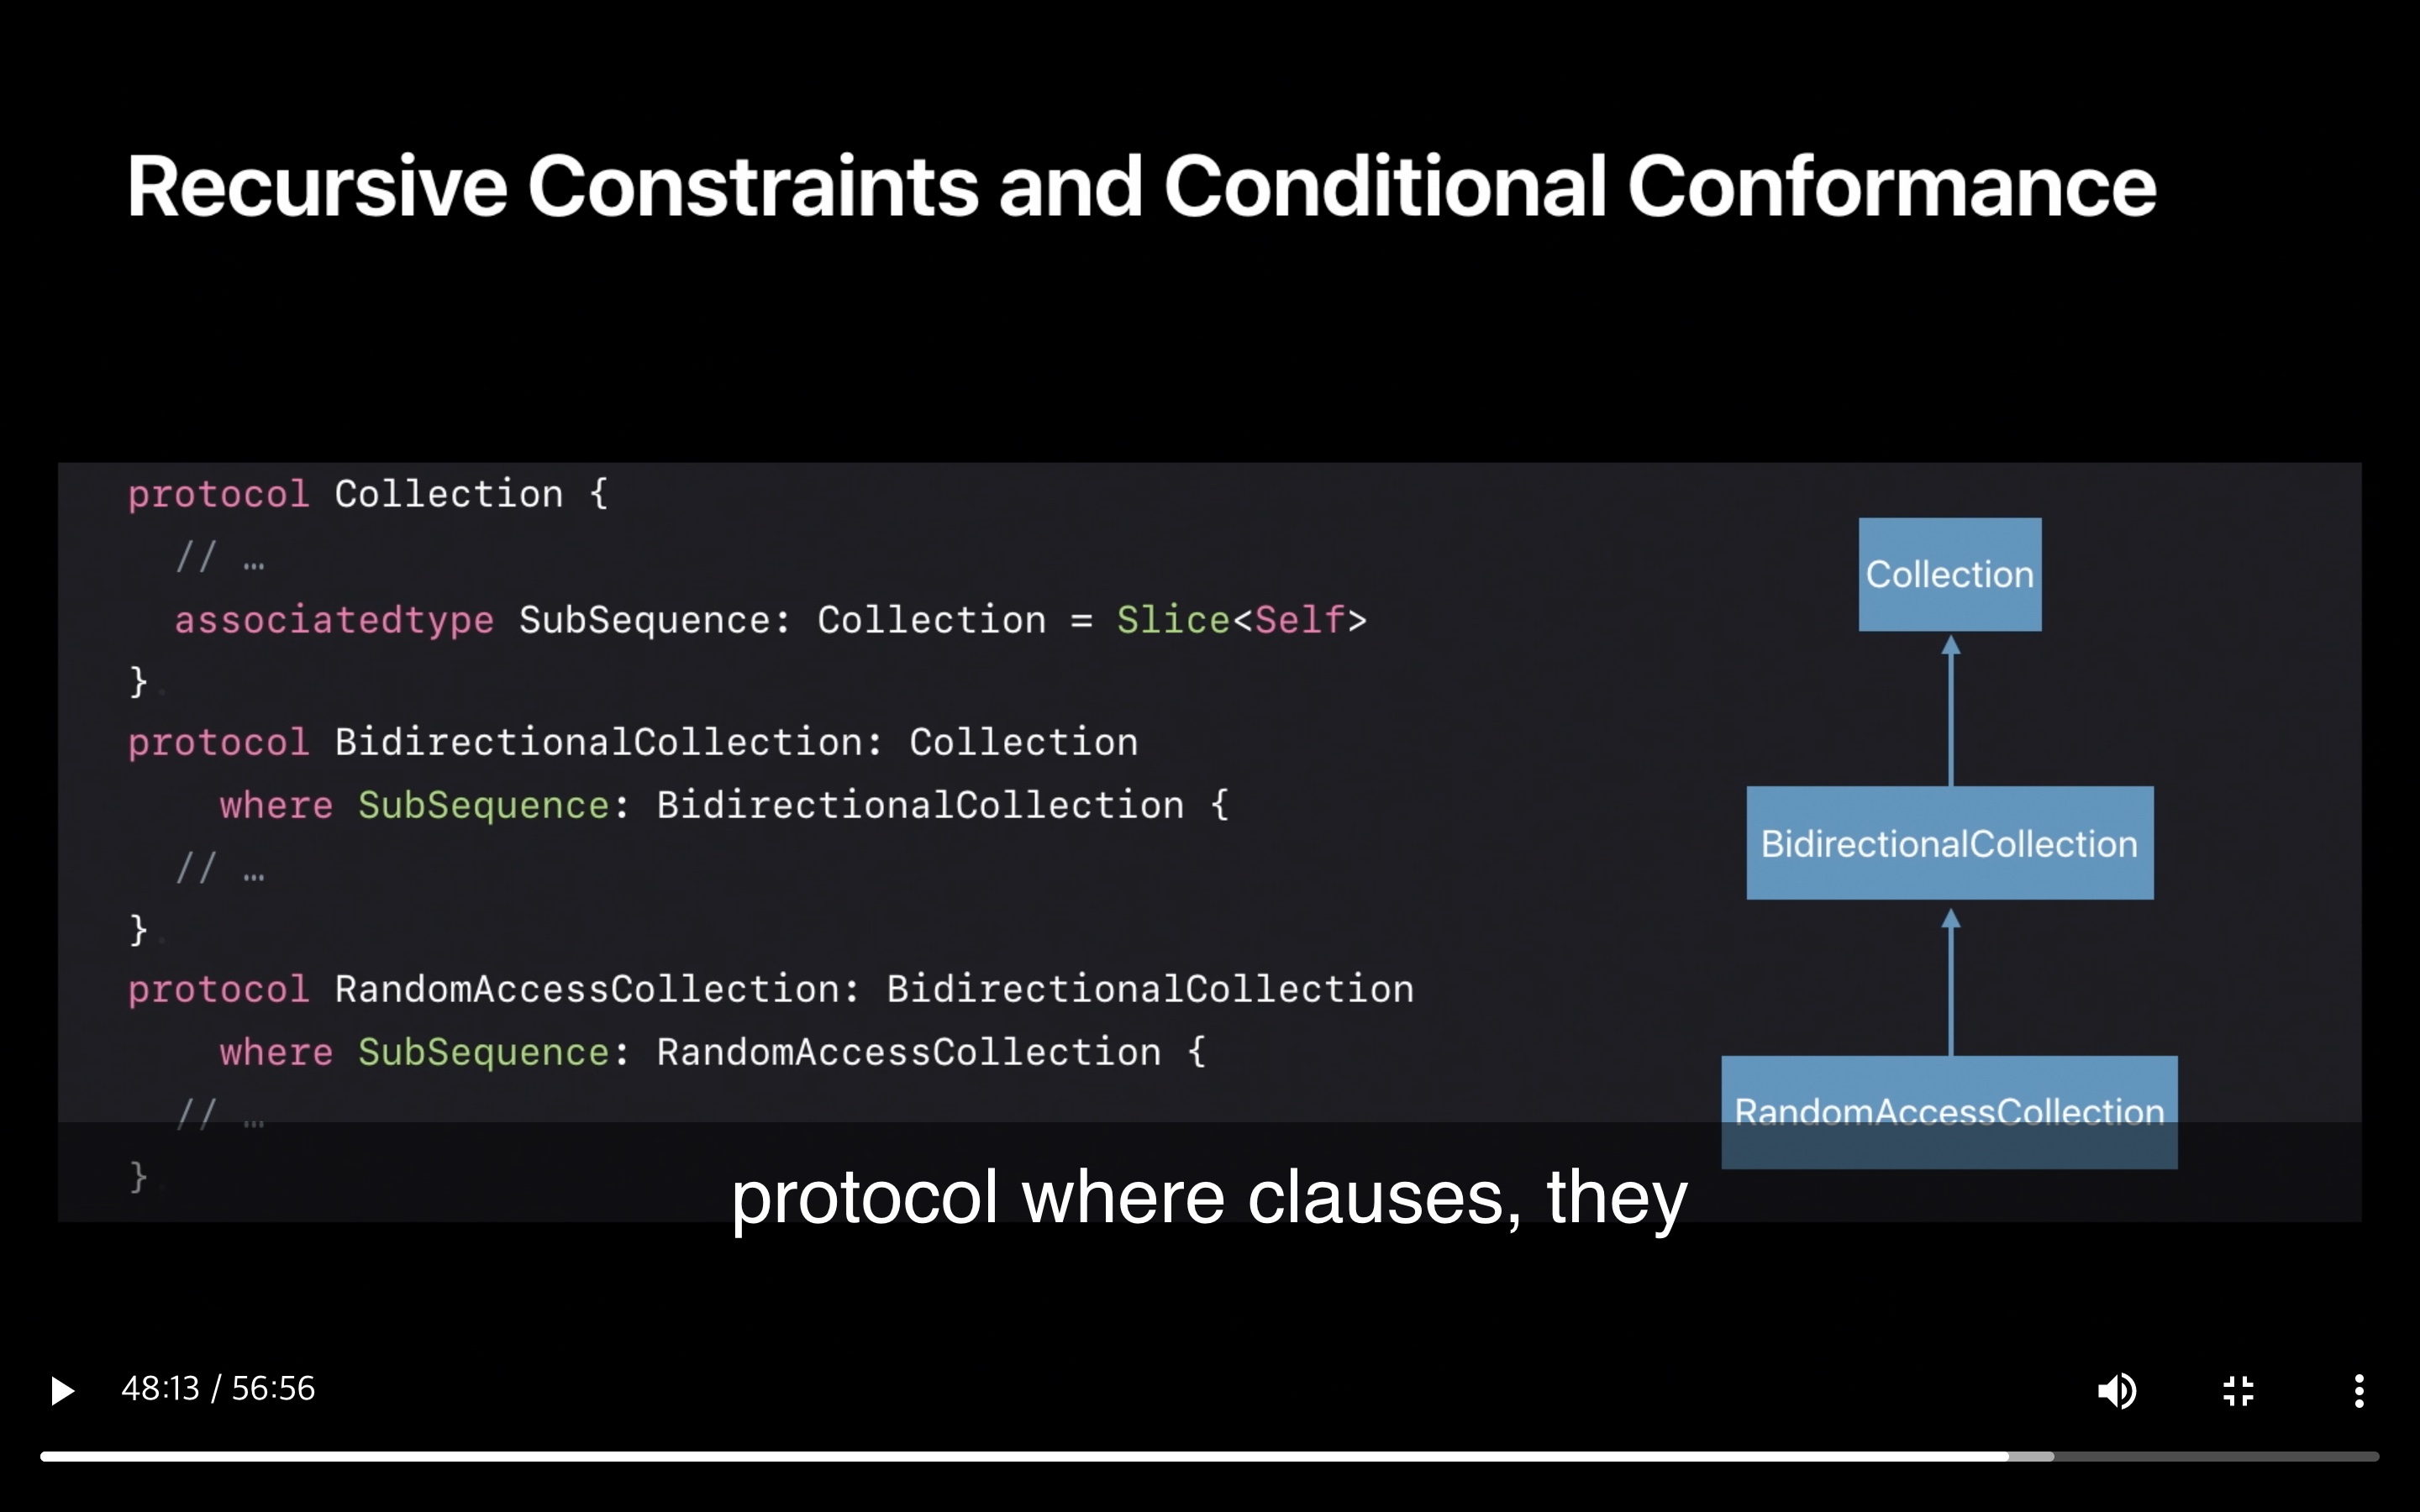 Recursive Constraints and Conditional Conformance
protocol Collection {
// …
associatedtype SubSequence: Collection = Slice<Self>
}
protocol BidirectionalCollection: Collection
where SubSequence: BidirectionalCollection {
// …
}
protocol RandomAccessCollection: BidirectionalCollection
where SubSequence: RandomAccessCollection {
// …
}
Collection
BidirectionalCollection
RandomAccessCollection
protocol where clauses, they
48:13 / 56:56